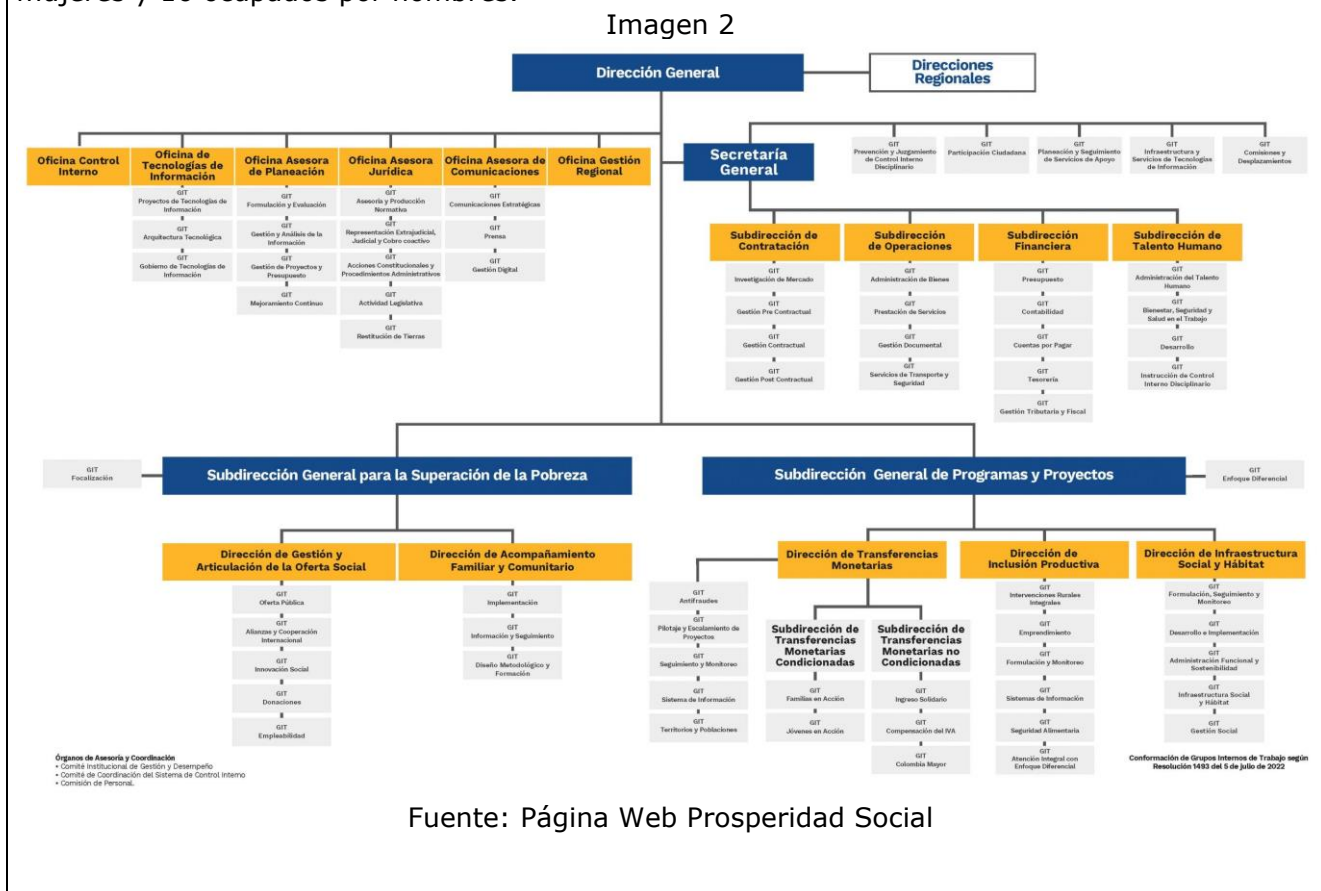 mujeres y 10 ocupados por hombres.
Imagen 2
Dirección General
Direcciones
Regionales
Oficina Control
Interno
Oficina de
Tecnologías de
Información
GIT
Proyectos de Tecnologías de
Información
GIT
Arquitectura Tecnológica
GIT
Gobierno de Tecnologías de
Información
Oficina Asesora
de Planeación
GIT
Formulación y Evaluación
GIT
Gestión y Análisis de la
Información
GIT
Gestión de Proyectos y
Presupuesto
GIT
Mejoramiento Continuo
Oficina Asesora
Jurídica
GIT
Asesoría y Producción
Normativa
GIT
Representación Extrajudicial,
Judicial y Cobro coactivo
GIT
Acciones Constitucionales y
Procedimientos Administrativos
GIT
Actividad Legislativa
GIT
Restitución de Tierras
Oficina Asesora de
Comunicaciones
GIT
Comunicaciones Estratégicas
GIT
Prensa
GIT
Gestión Digital
Oficina Gestión
Regional
Secretaría
General
GIT
Prevención y Juzgamiento
de Control Interno
Disciplinario
GIT
Participación Ciudadana
GIT
Planeación y Seguimiento
de Servicios de Apoyo
GIT
Infraestructura y
Servicios de Tecnologías
de Información
GIT
Comisiones y
Desplazamientos
Subdirección de
Contratación
GIT
Investigación de Mercado
GIT
Gestión Pre Contractual
GIT
Gestión Contractual
GIT
Gestión Post Contractual
Subdirección
de Operaciones
GIT
Administración de Bienes
GIT
Prestación de Servicios
GIT
Gestión Documental
GIT
Servicios de Transporte y
Seguridad
Subdirección
Financiera
GIT
Presupuesto
GIT
Contabilidad
GIT
Cuentas por Pagar
GIT
Tesorería
GIT
Gestión Tributaria y Fiscal
Subdirección de
Talento Humano
GIT
Administración del Talento
Humano
GIT
Bienestar, Seguridad y
Salud en el Trabajo
GIT
Desarrollo
GIT
Instrucción de Control
Interno Disciplinario
GIT
Focalización
Subdirección General para la Superación de la Pobreza
Dirección de Gestión y
Articulación de la Oferta Social
GIT
Oferta Pública
GIT
Alianzas y Cooperación
Internacional
GIT
Innovación Social
GIT
Donaciones
GIT
Empleabilidad
Dirección de Acompañamiento
Familiar y Comunitario
GIT
Implementación
GIT
Información y Seguimiento
GIT
Diseño Metodológico y
Formación
Subdirección General de Programas y Proyectos
GIT
Enfoque Diferencial
Dirección de Transferencias
Monetarias
GIT
Antifraudes
GIT
Pilotaje y Escalamiento de
Proyectos
GIT
Seguimiento y Monitoreo
GIT
Sistema de Información
GIT
Territorios y Poblaciones
Subdirección de
Transferencias
Monetarias
Condicionadas
GIT
Familias en Acción
GIT
Jóvenes en Acción
Subdirección de
Transferencias
Monetarias no
Condicionadas
GIT
Ingreso Solidario
GIT
Compensación del IVA
GIT
Colombia Mayor
Dirección de
Inclusión Productiva
GIT
Intervenciones Rurales
Integrales
GIT
Emprendimiento
GIT
Formulación y Monitoreo
GIT
Sistemas de Información
GIT
Seguridad Alimentaria
GIT
Atención Integral con
Enfoque Diferencial
Dirección de Infraestructura
Social y Hábitat
GIT
Formulación, Seguimiento y
Monitoreo
GIT
Desarrollo e Implementación
GIT
Administración Funcional y
Sostenibilidad
GIT
Infraestructura Social
y Hábitat
GIT
Gestión Social
Órganos de Asesoría y Coordinación
• Comité Institucional de Gestión y Desempeño
• Comité de Coordinación del Sistema de Control Interno
• Comisión de Personal.
Conformación de Grupos Internos de Trabajo según
Resolución 1493 del 5 de julio de 2022
Fuente: Página Web Prosperidad Social